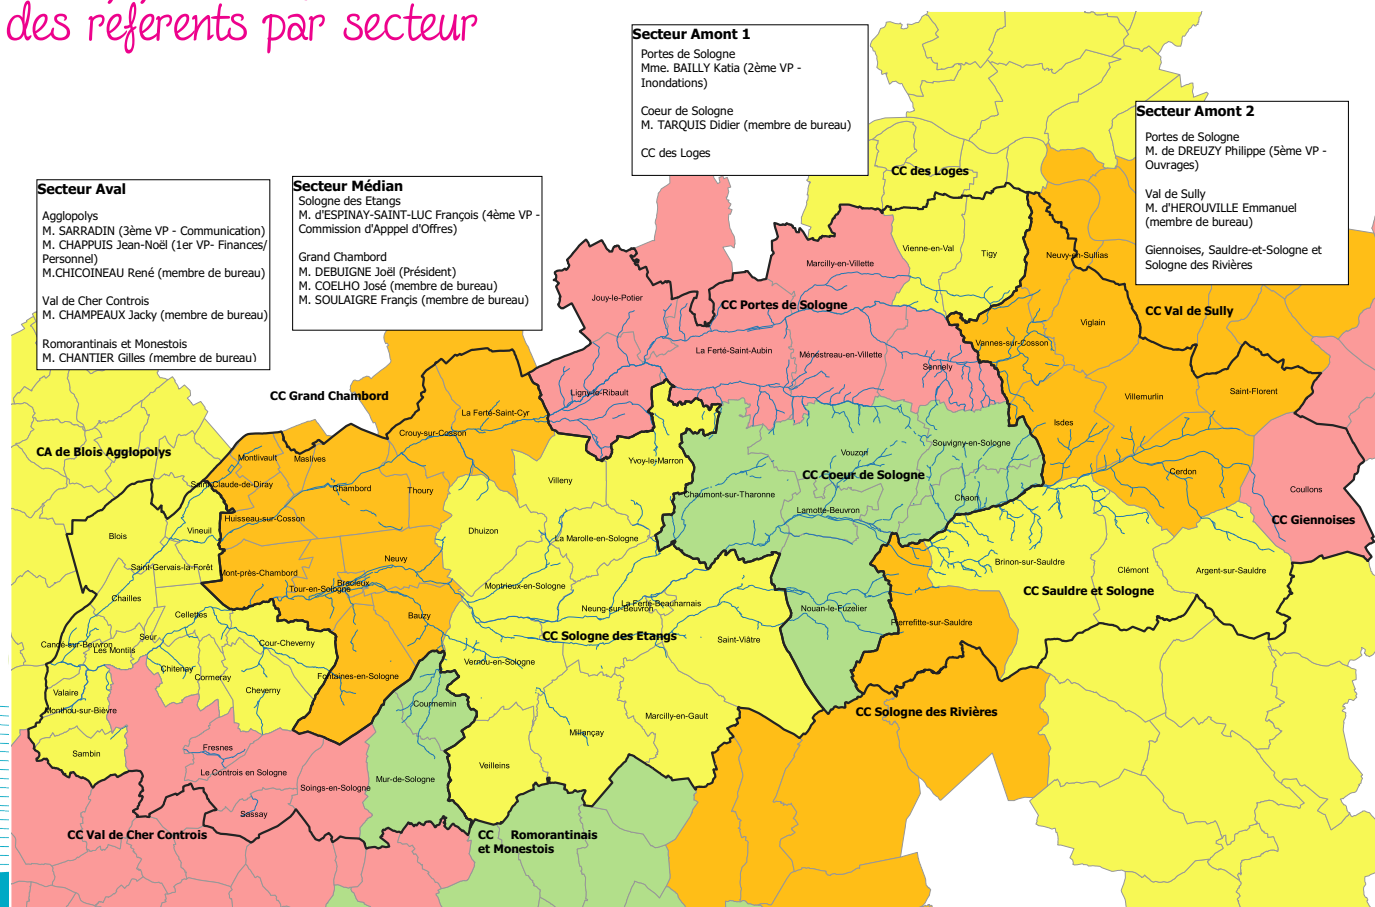 des référents par secteur
Secteur Amont 1
Portes de Sologne
Mme. BAILLY Katia (2ème VP -
Inondations)
Coeur de Sologne
M. TARQUIS Didier (membre de bureau)
CC des Loges
Secteur Amont 2
Portes de Sologne
M. de DREUZY Philippe (5ème VP -
Ouvrages)
Val de Sully
M. d'HEROUVILLE Emmanuel
(membre de bureau)
Giennoises, Sauldre-et-Sologne et
Sologne des Rivières
Secteur Aval
Agglopolys
M. SARRADIN (3ème VP - Communication)
M. CHAPPUIS Jean-Noël (1er VP- Finances/
Personnel)
M.CHICOINEAU René (membre de bureau)
Val de Cher Controis
M. CHAMPEAUX Jacky (membre de bureau)
Romorantinais et Monestois
M. CHANTIER Gilles (membre de bureau)
Secteur Médian
Sologne des Etangs
M. d'ESPINAY-SAINT-LUC François (4ème VP -
Commission d'Apppel d'Offres)
Grand Chambord
M. DEBUIGNE Joël (Président)
M. COELHO José (membre de bureau)
M. SOULAIGRE Françis (membre de bureau)
CC des Loges
Vienne-en-Val
Tigy
Neuvy-en-Sullias
Marcilly-en-Villette
Jouy-le-Potier
CC Portes de Sologne
CC Val de Sully
Viglain
Vannes-sur-Cosson
La Ferté-Saint-Aubin
Ménestreau-en-Villette
Sennely
Ligny-le-Ribault
CC Grand Chambord
Villemurlin
Saint-Florent
La Ferté-Saint-Cyr
Isdes
Crouy-sur-Cosson
Souvigny-en-Sologne
CA de Blois Agglopolys
Montlivault
Maslives
Yvoy-le-Marron
Vouzon
CC Coeur de Sologne
Cerdon
Saint-Claude-de-Diray
Chambord
Thoury
Villeny
Chaumont-sur-Tharonne
Chaon
Coullons
Lamotte-Beuvron
Huisseau-sur-Cosson
CC Giennoises
Vineuil
Blois
Dhuizon
La Marolle-en-Sologne
Neuvy
Brinon-sur-Sauldre
Clémont
Argent-sur-Sauldre
Saint-Gervais-la-Forêt
Mont-près-Chambord
Bracieux
Tour-en-Sologne
Montrieux-en-Sologne
CC Sauldre et Sologne
Chailles
Neung-sur-Beuvron
La Ferté-Beauharnais
Nouan-le-Fuzelier
Cellettes
Bauzy
Pierrefitte-sur-Sauldre
CC Sologne des Etangs
Saint-Viâtre
Seur
Cour-Cheverny
Candé-sur-Beuvron
Les Montils
Vernou-en-Sologne
Chitenay
Cormeray
Fontaines-en-Sologne
Cheverny
Valaire
Monthou-sur-Bièvre
Courmemin
CC Sologne des Rivières
Marcilly-en-Gault
Millançay
Fresnes
Sambin
Veilleins
Le Controis en Sologne
Mur-de-Sologne
Soings-en-Sologne
Sassay
CC Val de Cher Controis
CC Romorantinais
et Monestois